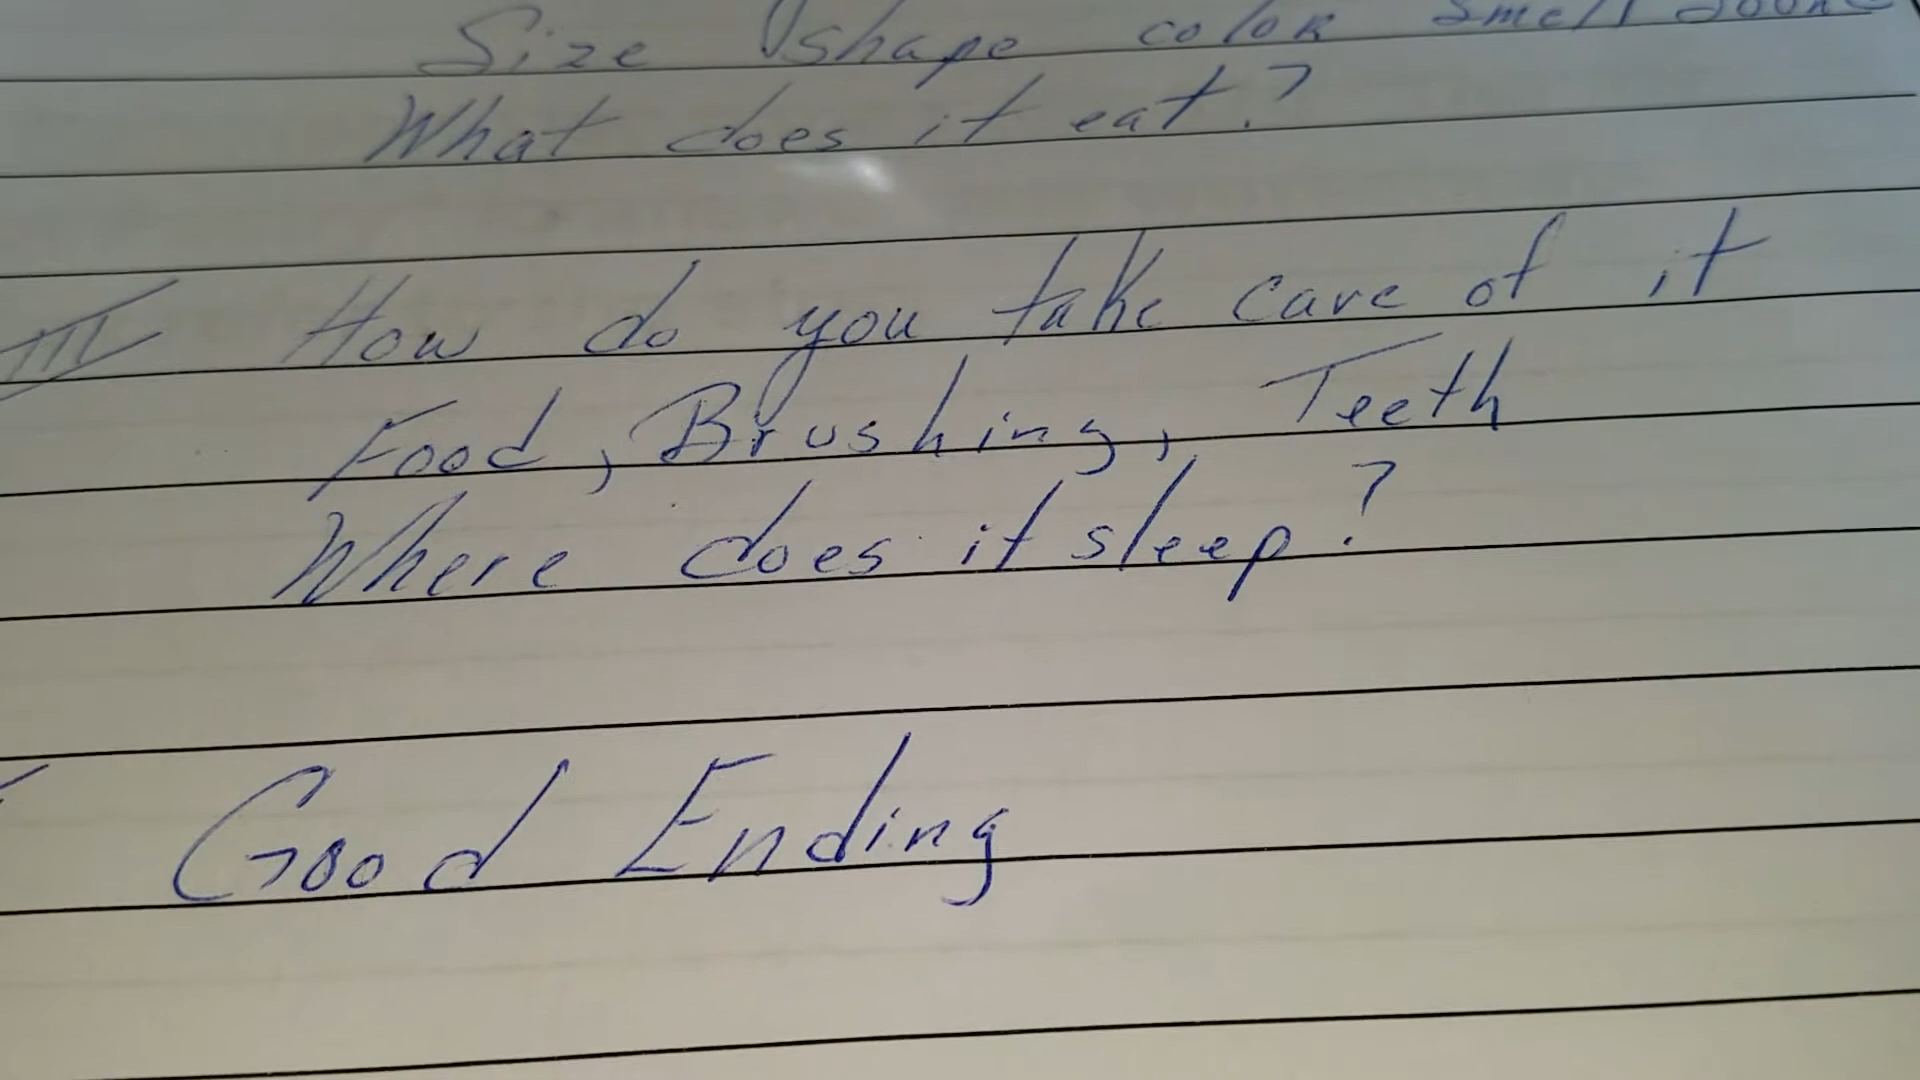 Size shape color Smell
What does it eat?
III How do you take care of it
Food, Brushing, Teeth
Where does it sleep?
Good Ending